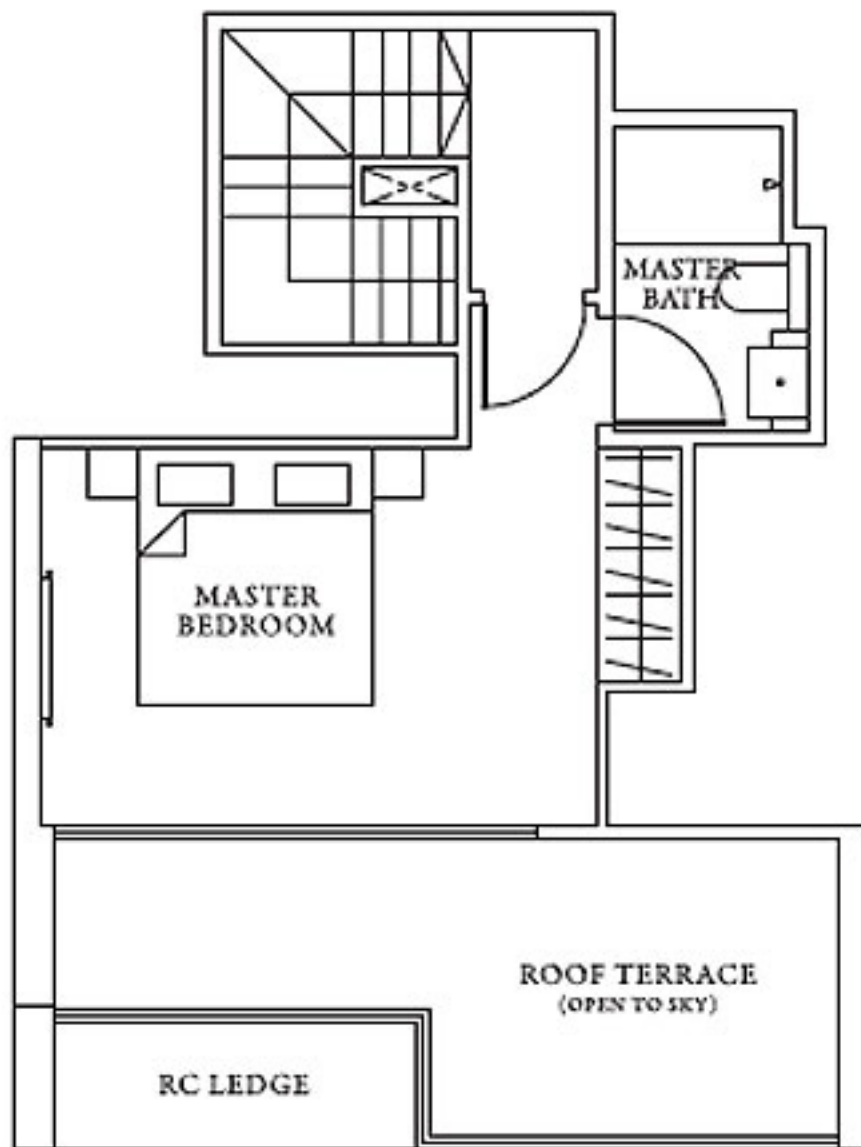 MASTER
BATH
MASTER
BEDROOM
ROOF TERRACE
(OPEN TO SKY)
RC LEDGE